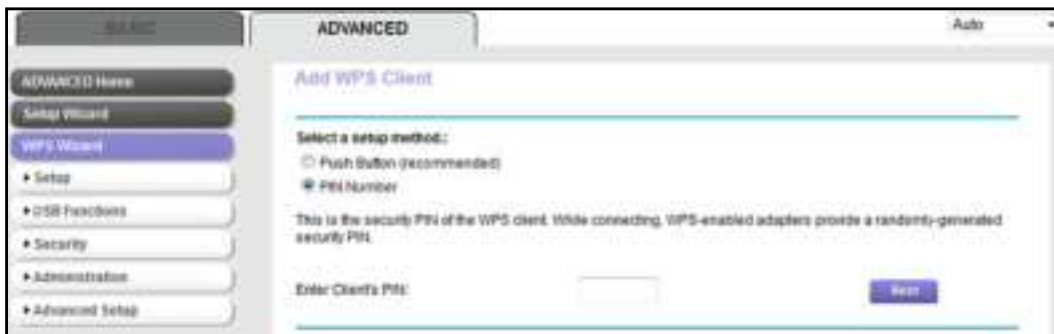 BASIC
ADVANCED
Auto
ADVANCED Home
Setup Wizard
WPS Wizard
Setup
USB Functions
Security
Administration
Advanced Setup
Add WPS Client
Select a setup method.:
Push Button (recommended)
PIN Number
This is the security PIN of the WPS client. While connecting, WPS-enabled adapters provide a randomly-generated
security PIN.
Enter Client's PIN:
Next